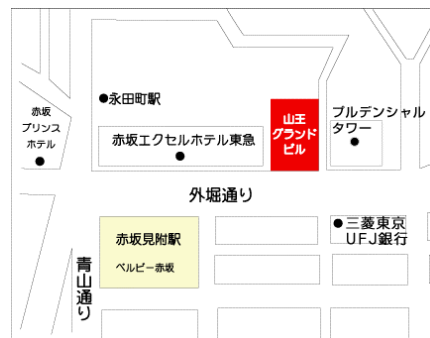 永田町駅
赤坂
プリンス
ホテル
赤坂エクセルホテル東急
山王
グランド
ビル
プルデンシャル
タワー
外堀通り
赤坂見附駅
ベルビー赤坂
三菱東京
UFJ銀行
青山通り